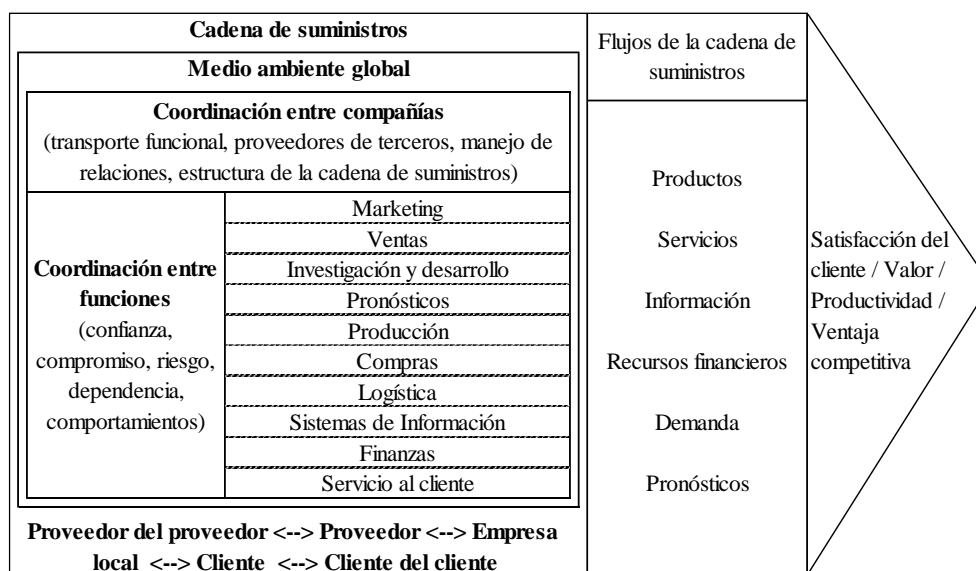 Cadena de suministros
Medio ambiente global
Coordinación entre compañías
(transporte funcional, proveedores de terceros, manejo de
relaciones, estructura de la cadena de suministros)
Coordinación entre
funciones
(confianza,
compromiso, riesgo,
dependencia,
comportamientos)
Marketing
Ventas
Investigación y desarrollo
Pronósticos
Producción
Compras
Logística
Sistemas de Información
Finanzas
Servicio al cliente
Proveedor del proveedor <--> Proveedor <--> Empresa
local <--> Cliente <--> Cliente del cliente
Flujos de la cadena de
suministros
Productos
Servicios
Información
Recursos financieros
Demanda
Pronósticos
Satisfacción del
cliente / Valor /
Productividad /
Ventaja
competitiva